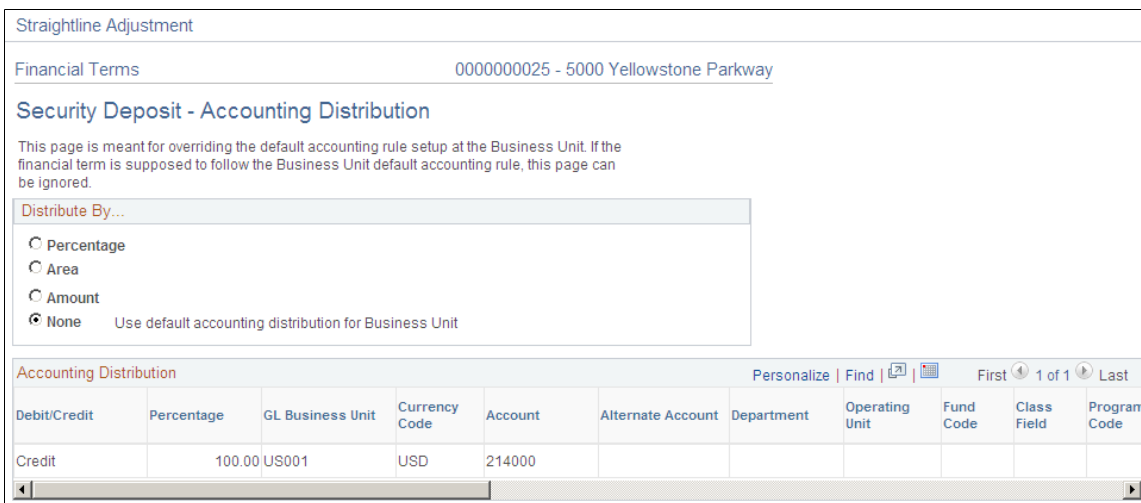 Straightline Adjustment
Financial Terms 0000000025 - 5000 Yellowstone Parkway
Security Deposit - Accounting Distribution
This page is meant for overriding the default accounting rule setup at the Business Unit. If the
financial term is supposed to follow the Business Unit default accounting rule, this page can
be ignored.
Distribute By...
Percentage
Area
Amount
None Use default accounting distribution for Business Unit
Accounting Distribution Personalize | Find | | First 1 of 1 Last
Debit/Credit Percentage GL Business Unit Currency Code Account Alternate Account Department Operating Unit Fund Code Class Field Program Code
Credit 100.00 US001 USD 214000